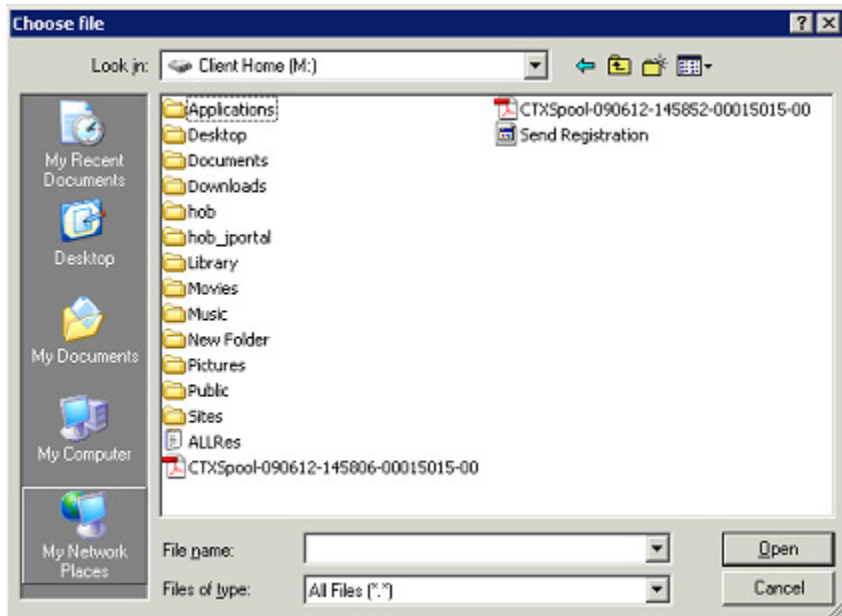 Choose file
Look in:
Client Home (M:)
My Recent
Documents
Desktop
My Documents
My Computer
My Network
Places
Applications
Desktop
Documents
Downloads
hob
hob_jportal
Library
Movies
Music
New Folder
Pictures
Public
Sites
ALLRes
CTXSpool-090612-145806-00015015-00
CTXSpool-090612-145852-00015015-00
Send Registration
File name:
Open
Files of type:
All Files (*.*)
Cancel